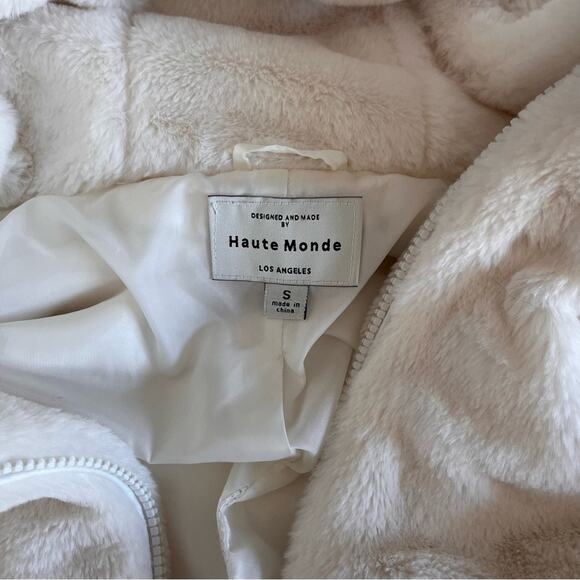 DESIGNED AND MADE
BY
Haute Monde
LOS ANGELES
S
made in
china